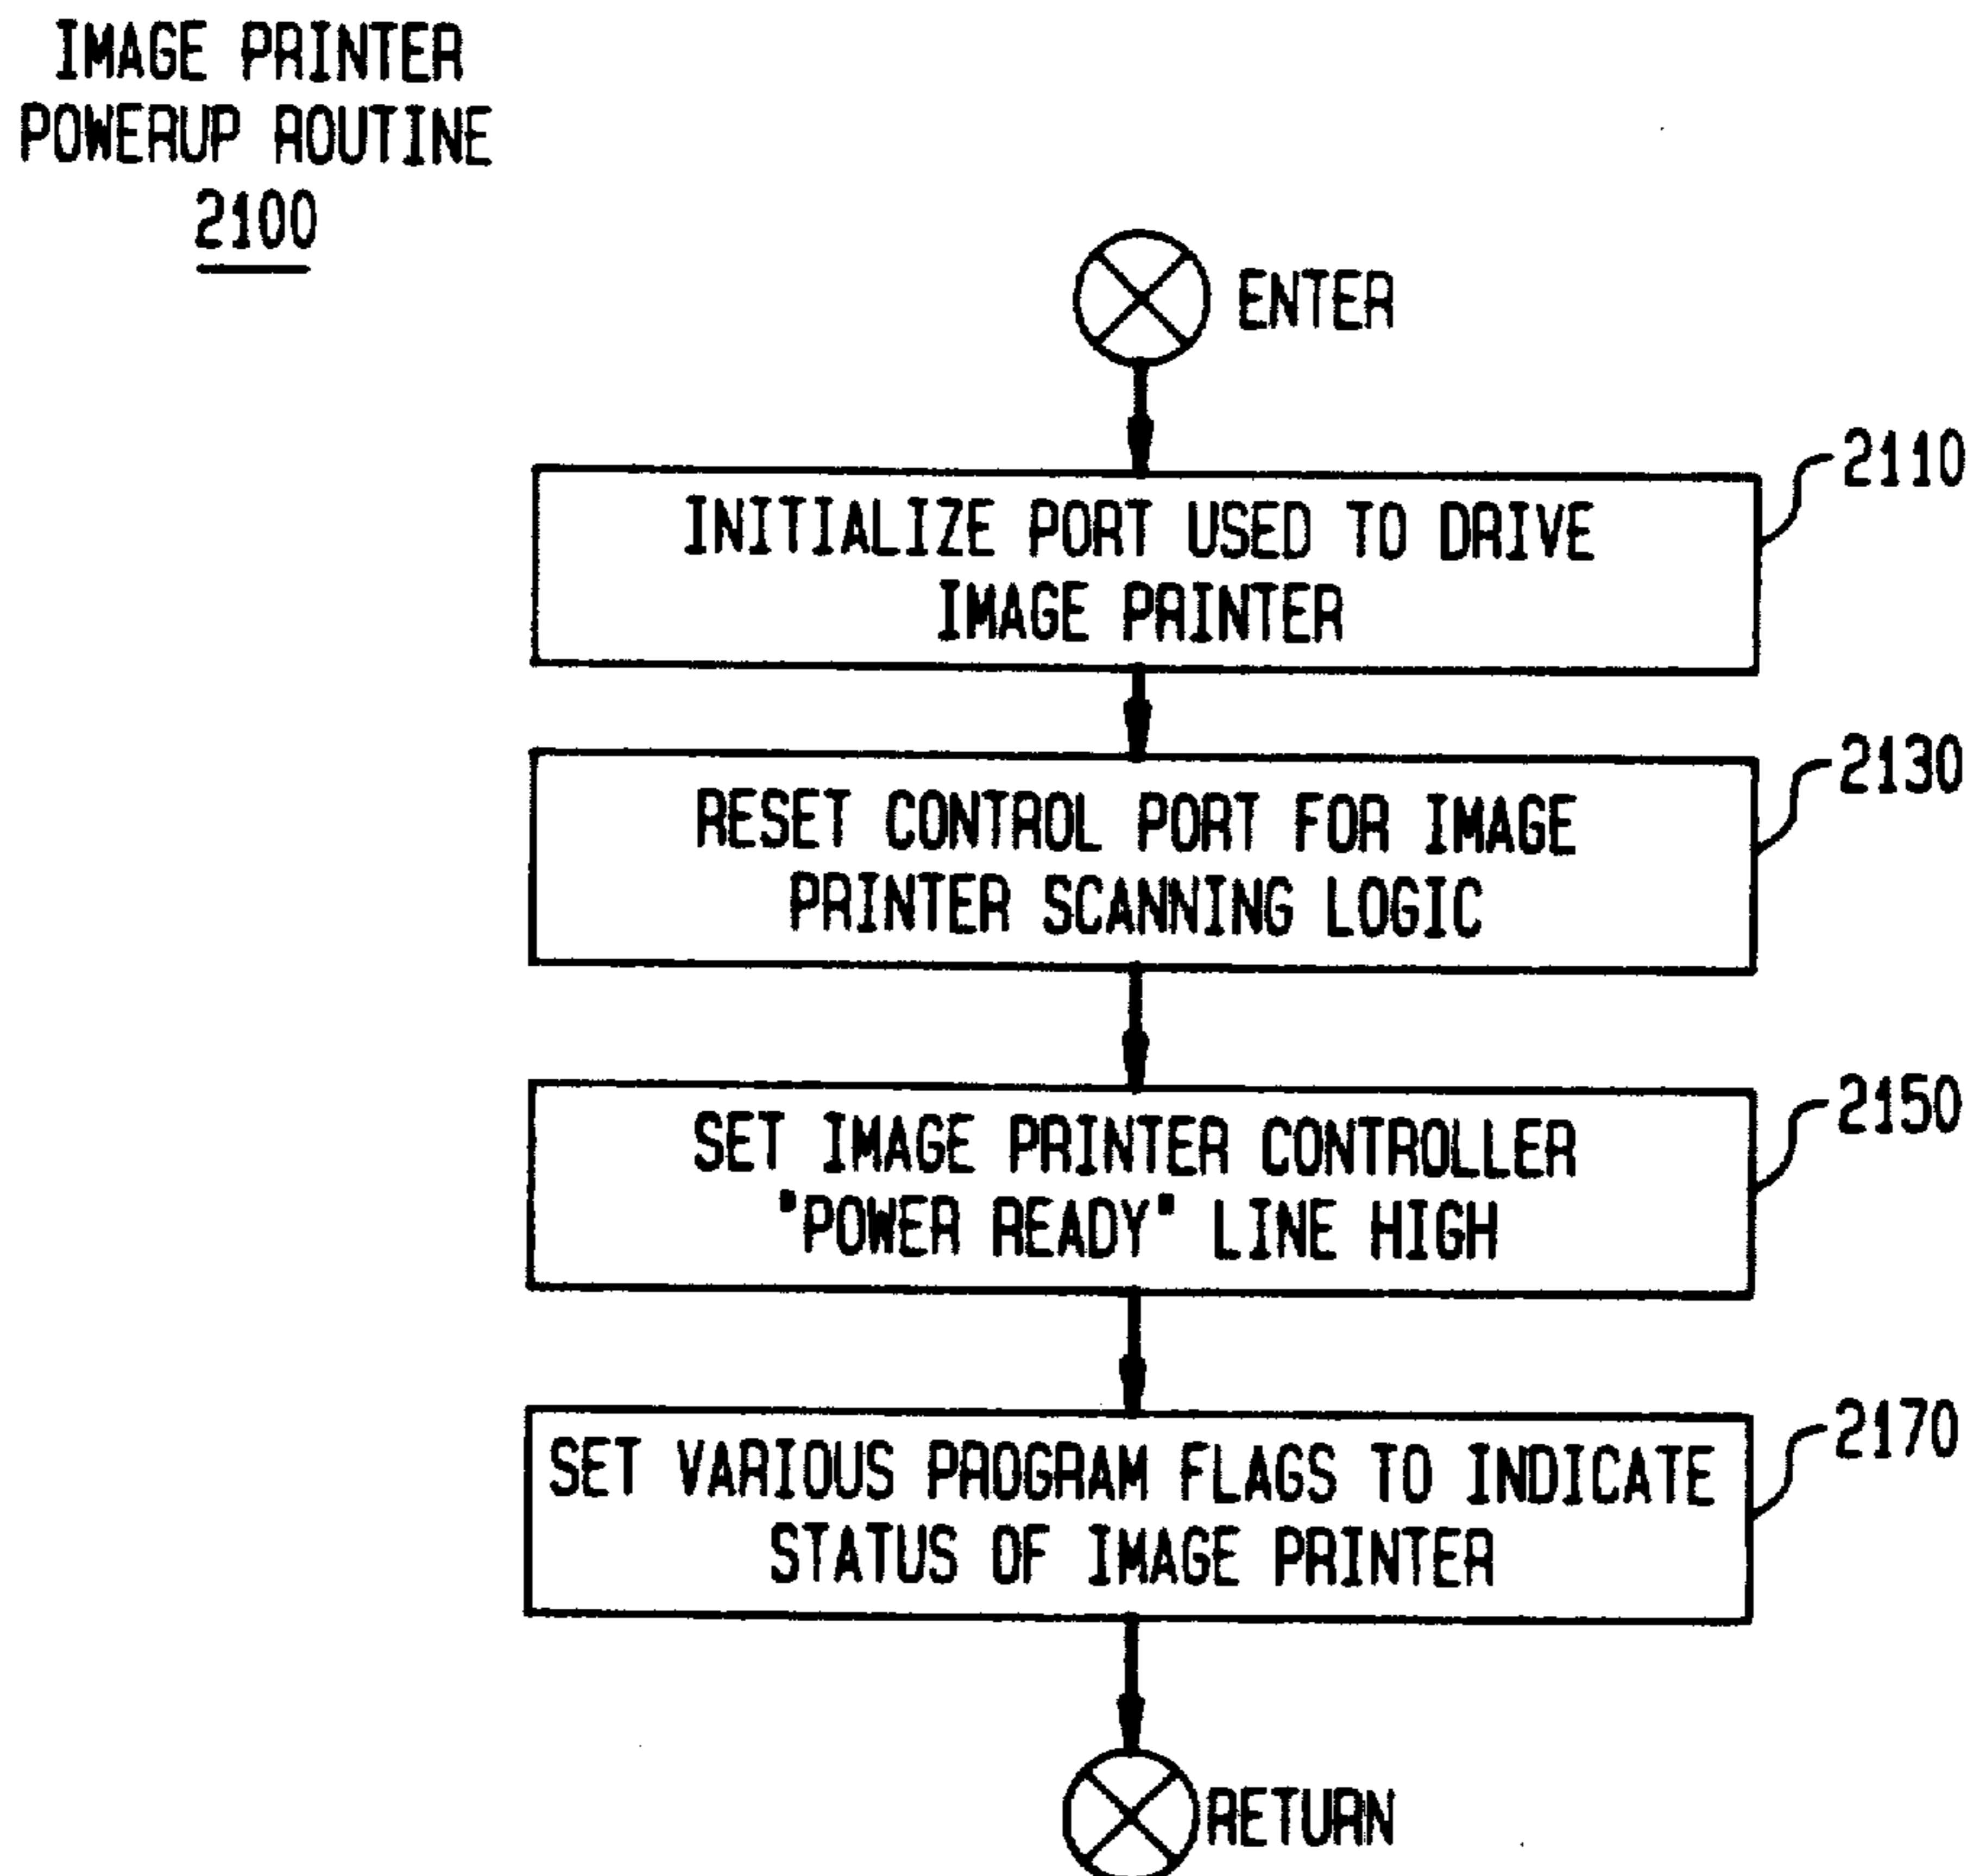 IMAGE PRINTER
POWERUP ROUTINE
2100
ENTER
2110
INITIALIZE PORT USED TO DRIVE
IMAGE PRINTER
2130
RESET CONTROL PORT FOR IMAGE
PRINTER SCANNING LOGIC
2150
SET IMAGE PRINTER CONTROLLER
"POWER READY" LINE HIGH
2170
SET VARIOUS PROGRAM FLAGS TO INDICATE
STATUS OF IMAGE PRINTER
RETURN